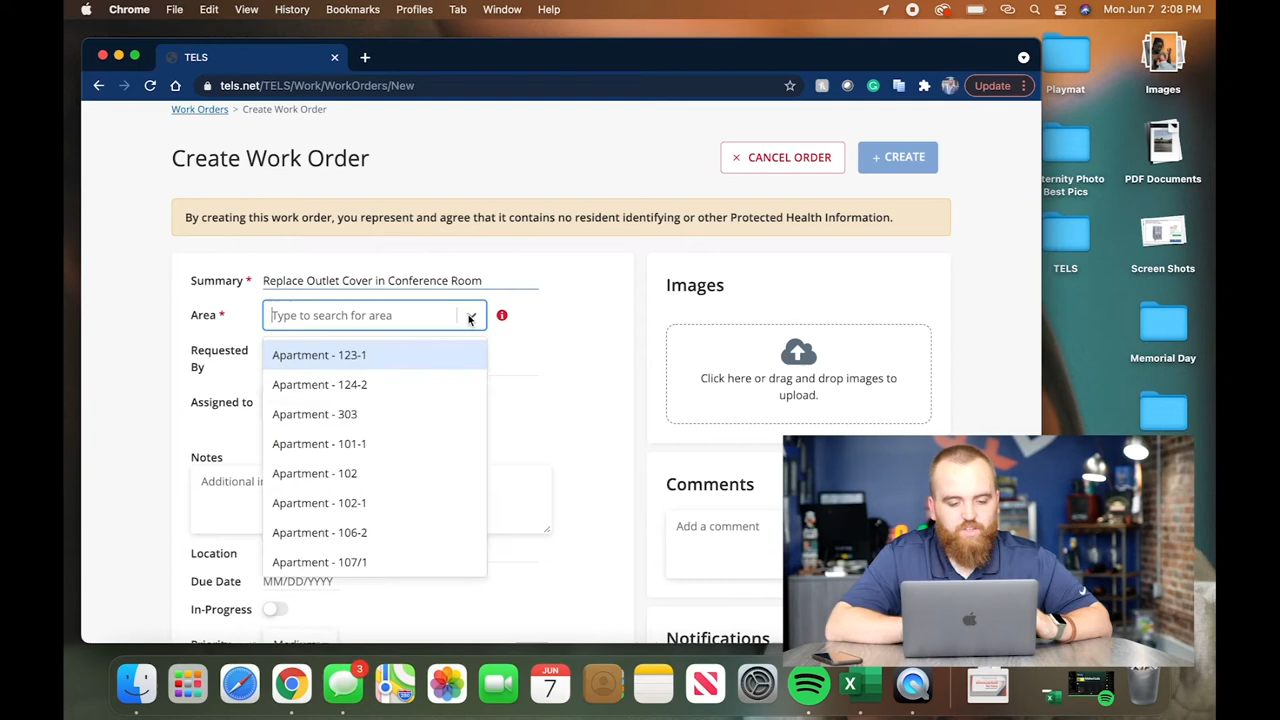 Chrome File Edit View History Bookmarks Profiles Tab Window Help Mon Jun 7 2:08 PM
TELS
tels.net/TELS/Work/WorkOrders/New Update
Work Orders > Create Work Order
Create Work Order
× CANCEL ORDER
+ CREATE
By creating this work order, you represent and agree that it contains no resident identifying or other Protected Health Information.
Summary * Replace Outlet Cover in Conference Room
Area * Type to search for area
Apartment - 123-1
Apartment - 124-2
Apartment - 303
Apartment - 101-1
Apartment - 102
Apartment - 102-1
Apartment - 106-2
Apartment - 107/1
Requested
By
Assigned to
Notes
Additional in
Location
Due Date MM/DD/YYYY
In-Progress
Images
Click here or drag and drop images to
upload.
Comments
Add a comment
Notifications
Playmat
Images
ternity Photo
Best Pics
PDF Documents
TELS
Screen Shots
Memorial Day
3
JUN
7